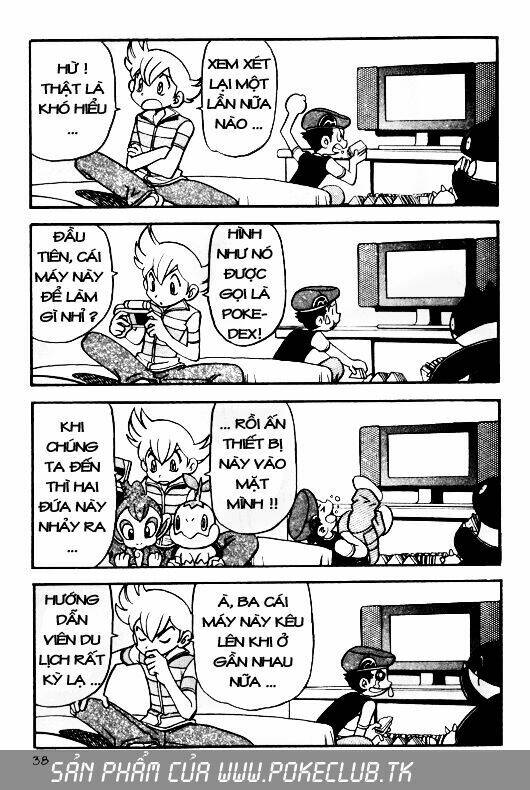 HỪ !
THẬT LÀ
KHÓ HIỂU
...
XEM XÉT
LẠI MỘT
LẦN NỮA
NÀO ...
ĐẦU
TIÊN, CÁI
MÁY NÀY
ĐỂ LÀM
GÌ NHỈ ?
HÌNH
NHƯ NÓ
ĐƯỢC
GỌI LÀ
POKE-
DEX!
KHI
CHÚNG
TA ĐẾN
THÌ HAI
ĐỨA NÀY
NHẢY RA
...
... RỒI ẤN
THIẾT BỊ
NÀY VÀO
MẶT
MÌNH !!
HƯỚNG
DẪN
VIÊN DU
LỊCH RẤT
KỲ LẠ ...
À, BA CÁI
MÁY NÀY KÊU
LÊN KHI Ở
GẦN NHAU
NỮA ...
38
SẢN PHẨM CỦA WWW.POKECLUB.TK